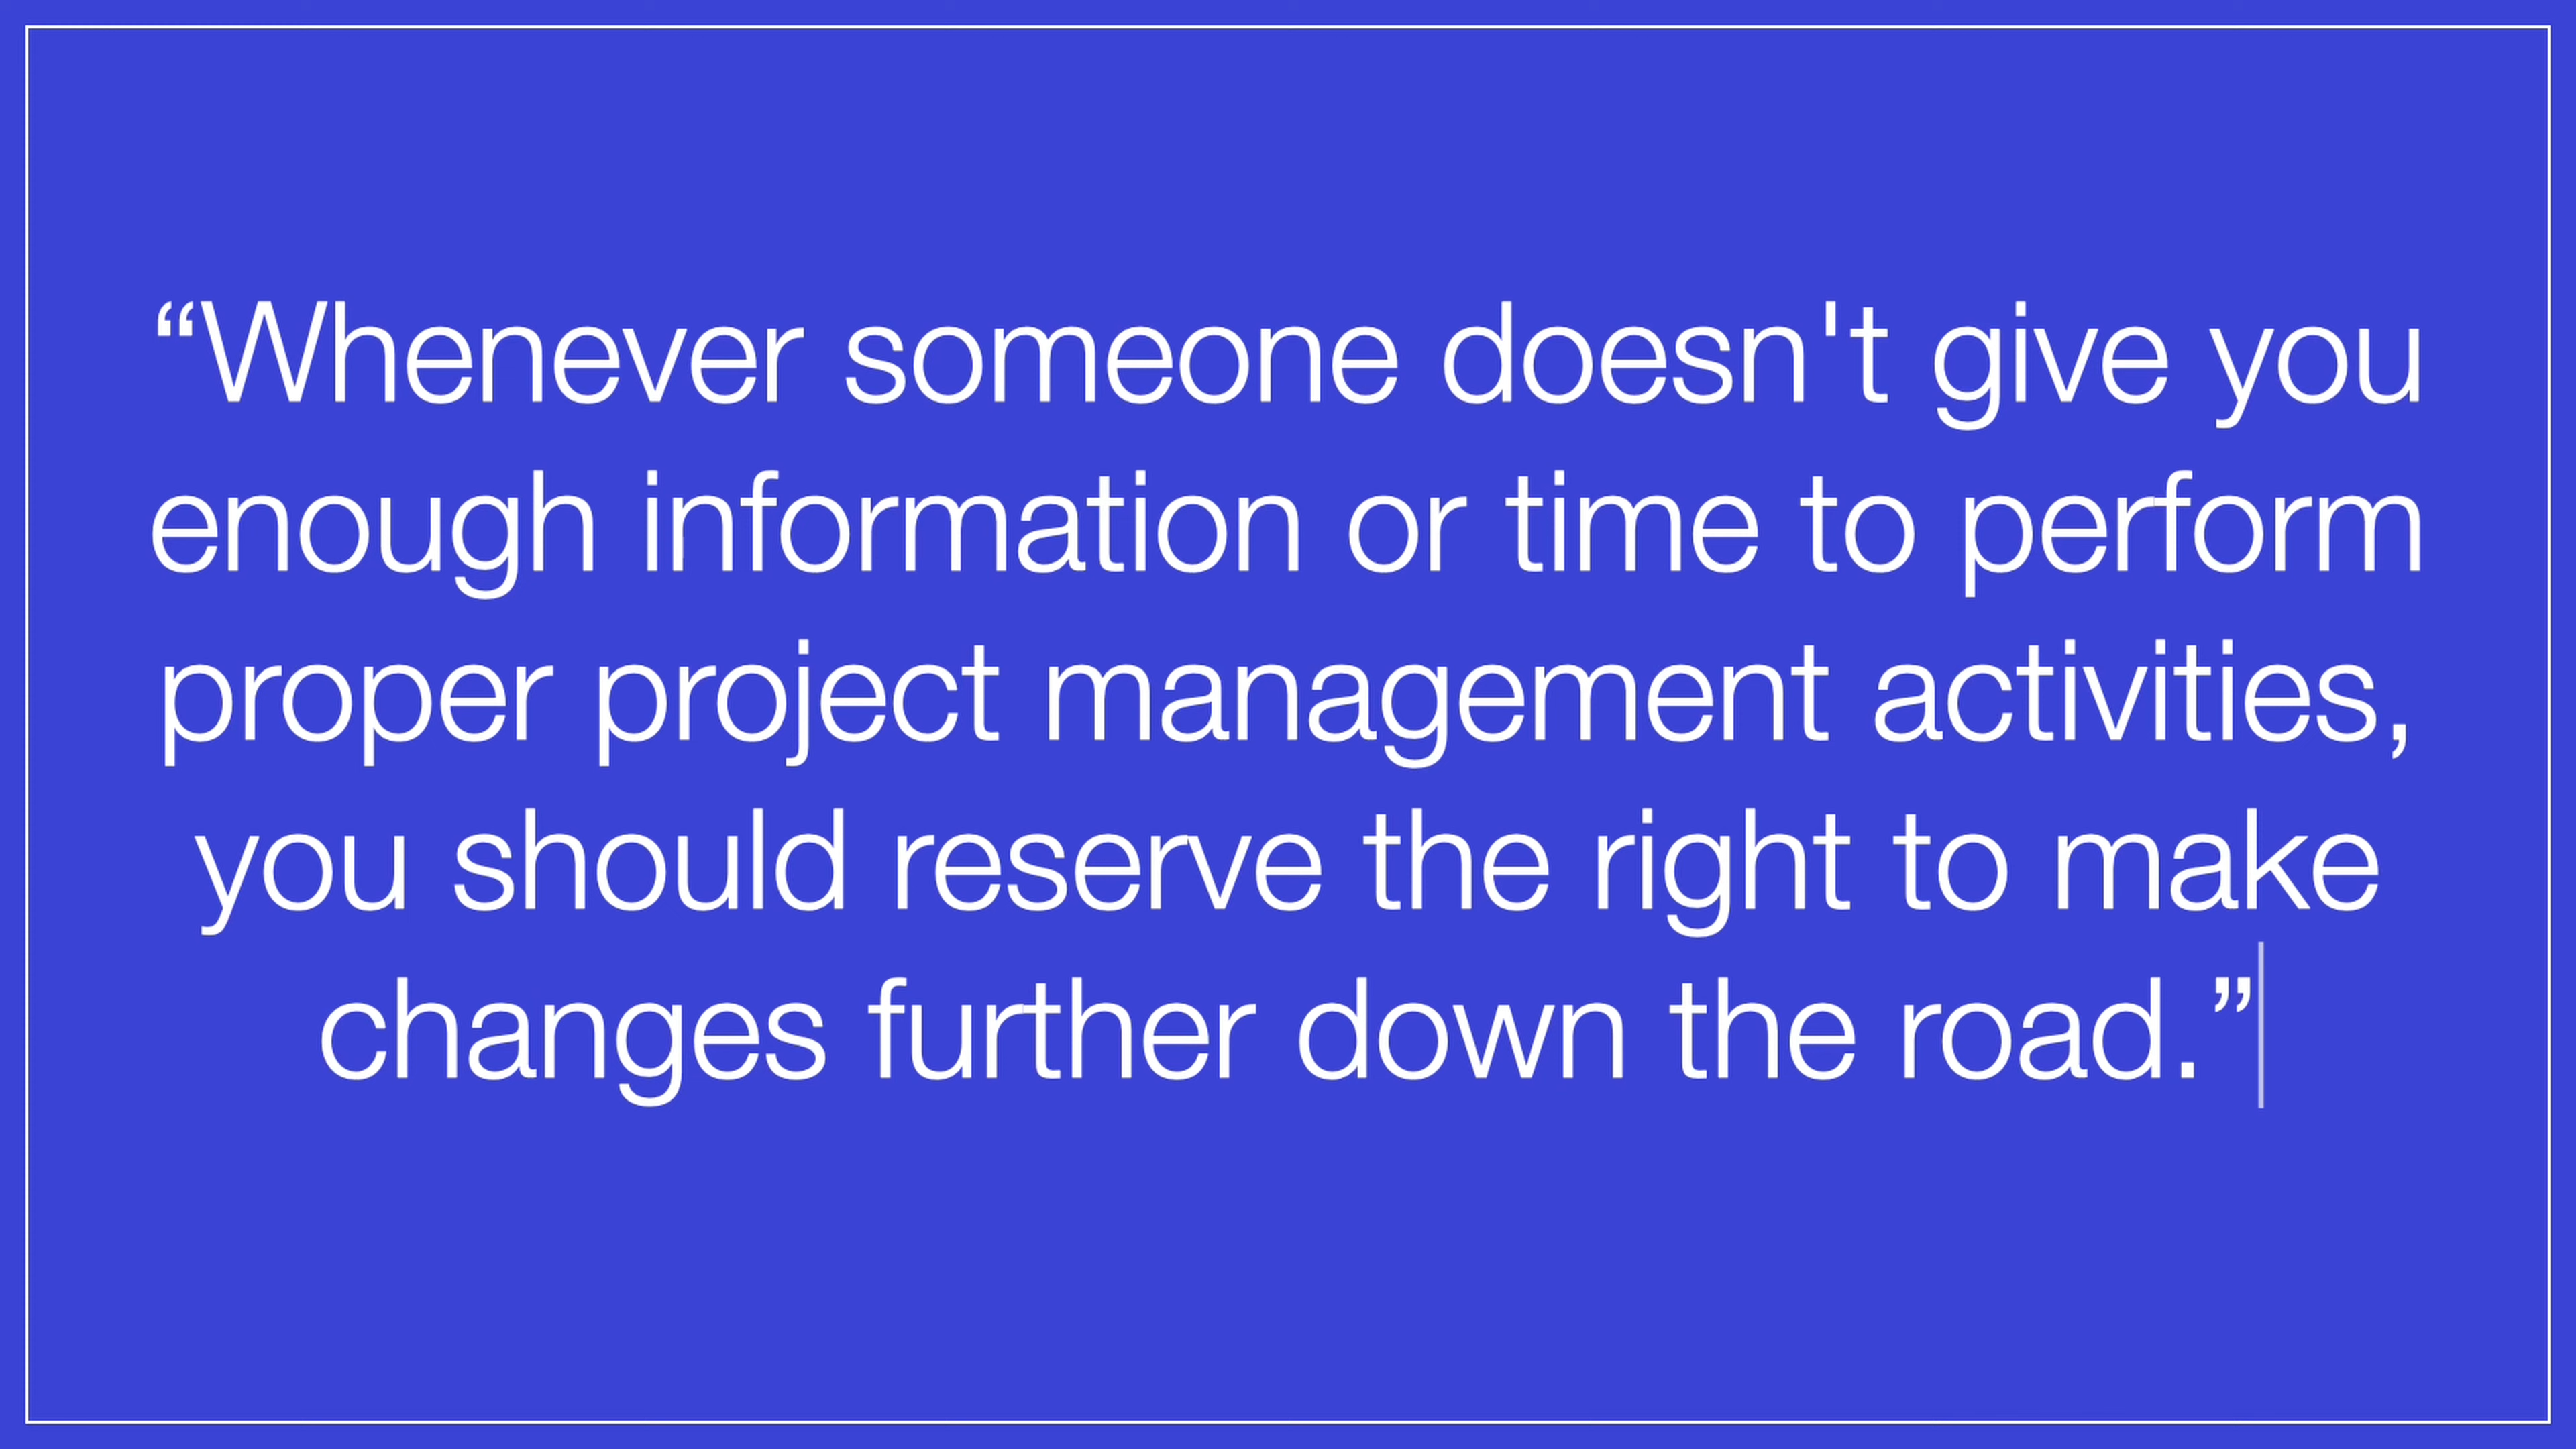 “Whenever someone doesn't give you
enough information or time to perform
proper project management activities,
you should reserve the right to make
changes further down the road.”